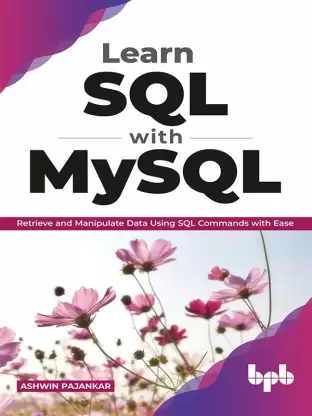 Learn
SQL
with
MySQL
Retrieve and Manipulate Data Using SQL Commands with Ease
ASHWIN PAJANKAR
bpb